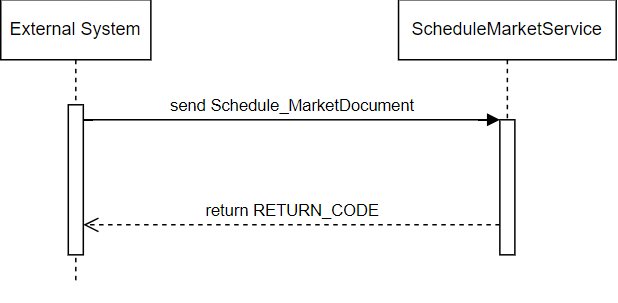 External System
ScheduleMarketService
send Schedule_MarketDocument
return RETURN_CODE